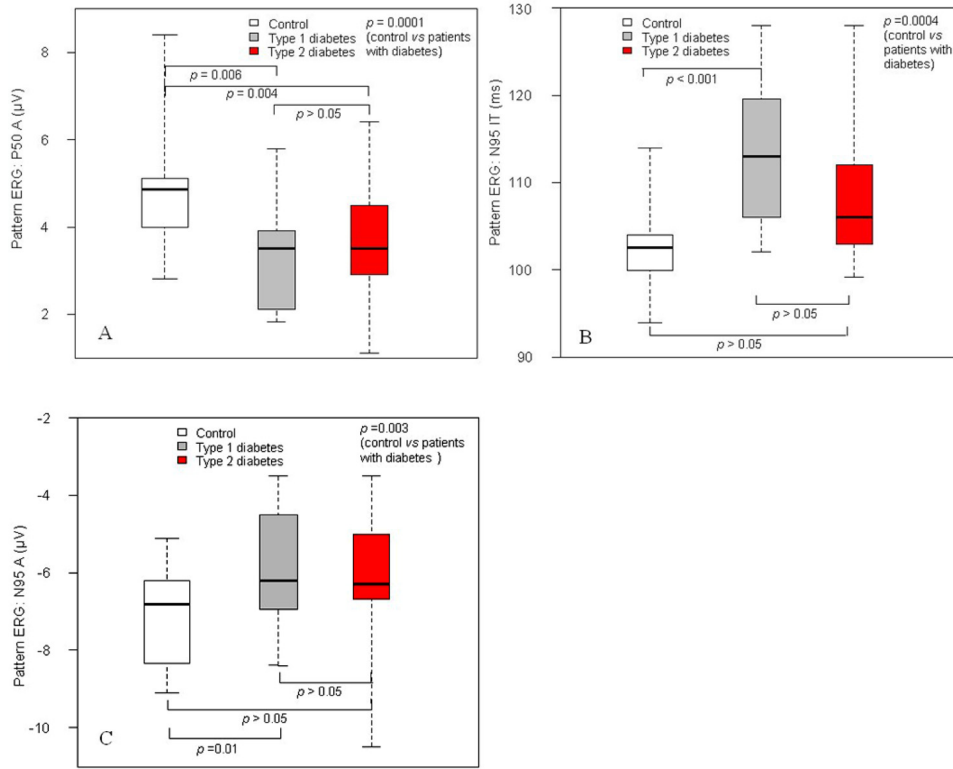 Control
Type 1 diabetes
Type 2 diabetes
p = 0.0001
(control vs patients
with diabetes)
p = 0.006
p = 0.004
p > 0.05
8
6
4
2
Pattern ERG: P50 A (µV)
A
Control
Type 1 diabetes
Type 2 diabetes
p =0.0004
(control vs
patients with
diabetes)
p < 0.001
p > 0.05
p > 0.05
130
120
110
100
90
Pattern ERG: N95 IT (ms)
B
Control
Type 1 diabetes
Type 2 diabetes
p =0.003
(control vs patients
with diabetes )
p > 0.05
p > 0.05
p =0.01
-2
-4
-6
-8
-10
Pattern ERG: N95 A (µV)
C